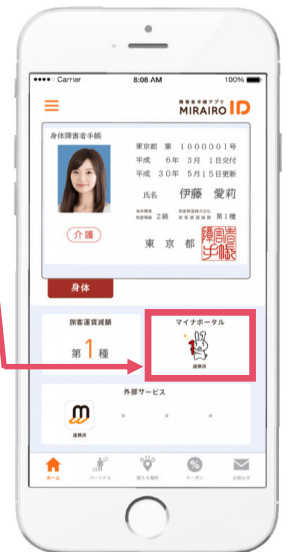 Carrier 8:08 AM 100%
障害者手帳アプリ
MIRAIRO ID
身体障害者手帳
東京都 第 1000001号
平成 6年 3月 1日交付
平成 30年 5月15日更新
氏名 伊藤 愛莉
2級 第1種
介護
東京都
障害者手帳
身体
旅客運賃減額
第1種
マイナポータル
連携済
外部サービス
連携済
ホーム パーソナル 使える場所 クーポン お知らせ